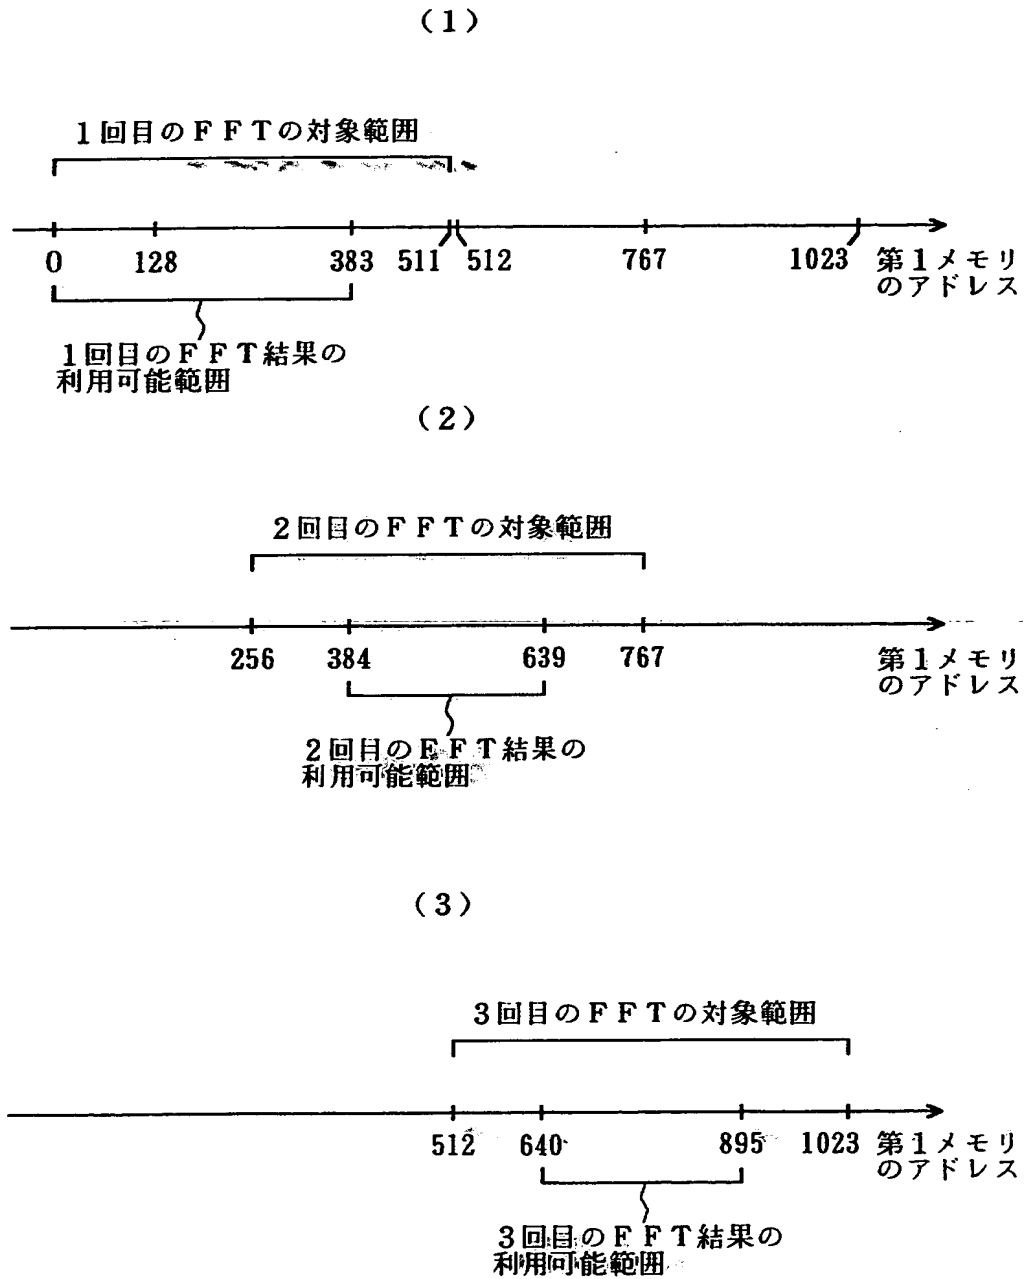 （1）
1回目のＦＦＴの対象範囲
0 128 383 511 512 767 1023 第1メモリ
のアドレス
1回目のＦＦＴ結果の
利用可能範囲
（2）
2回目のＦＦＴの対象範囲
256 384 639 767 第1メモリ
のアドレス
2回目のＦＦＴ結果の
利用可能範囲
（3）
3回目のＦＦＴの対象範囲
512 640 895 1023 第1メモリ
のアドレス
3回目のＦＦＴ結果の
利用可能範囲